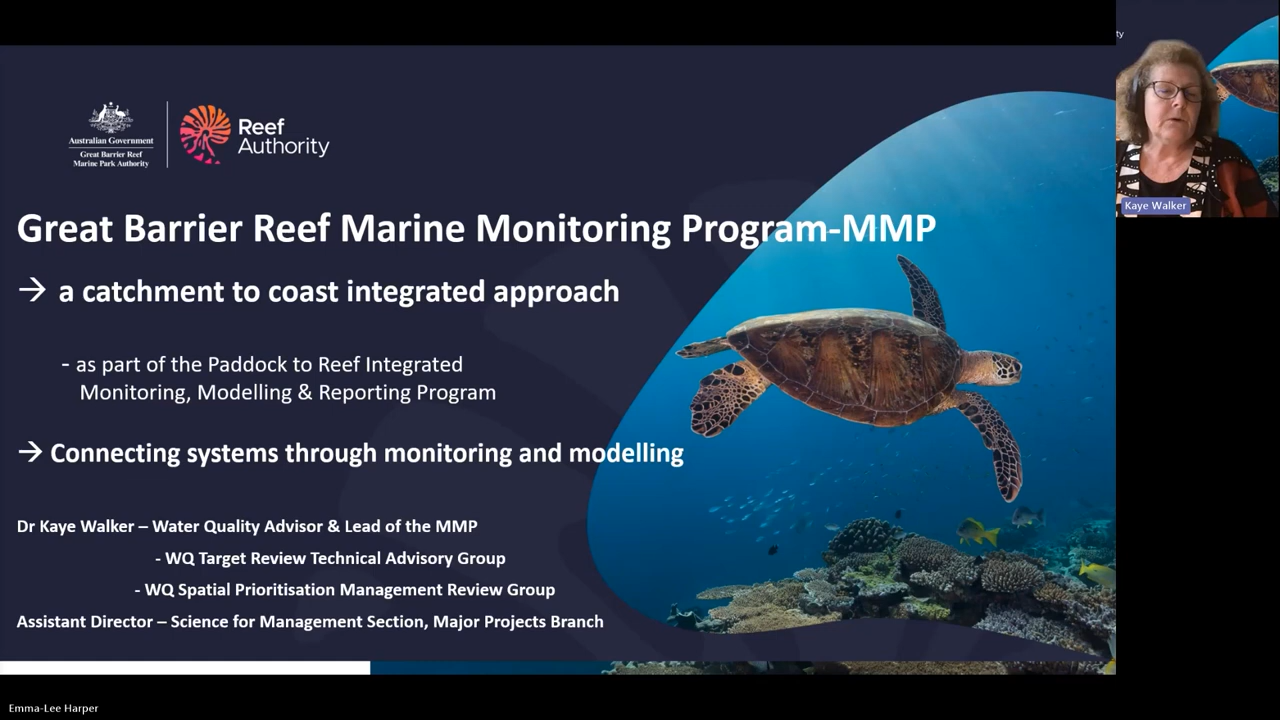 Australian Government
Great Barrier Reef
Marine Park Authority
Reef
Authority
Great Barrier Reef Marine Monitoring Program-MMP
→ a catchment to coast integrated approach
- as part of the Paddock to Reef Integrated
Monitoring, Modelling & Reporting Program
→ Connecting systems through monitoring and modelling
Dr Kaye Walker – Water Quality Advisor & Lead of the MMP
- WQ Target Review Technical Advisory Group
- WQ Spatial Prioritisation Management Review Group
Assistant Director – Science for Management Section, Major Projects Branch
ty
Kaye Walker
Emma-Lee Harper